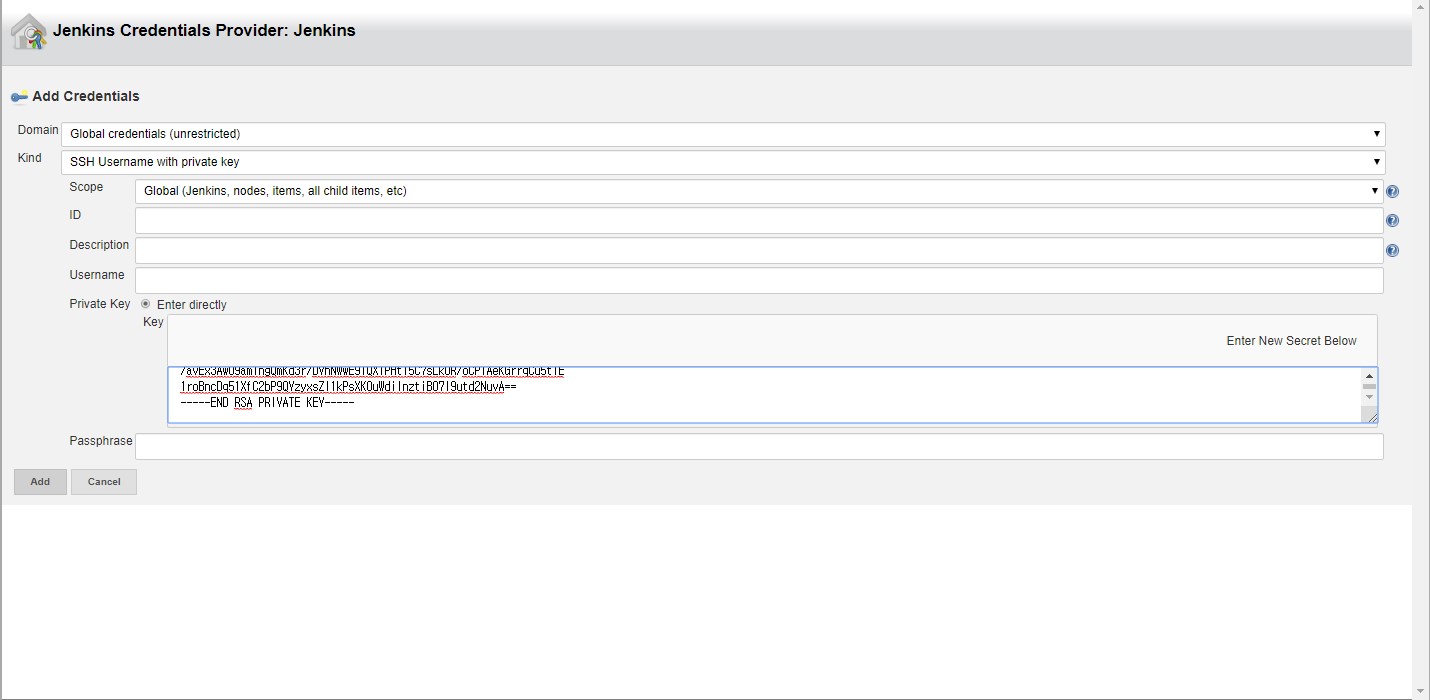 Jenkins Credentials Provider: Jenkins
Add Credentials
Domain
Global credentials (unrestricted)
Kind
SSH Username with private key
Scope
Global (Jenkins, nodes, items, all child items, etc)
ID
Description
Username
Private Key
Enter directly
Key
Enter New Secret Below
-----END RSA PRIVATE KEY-----
Passphrase
Add
Cancel